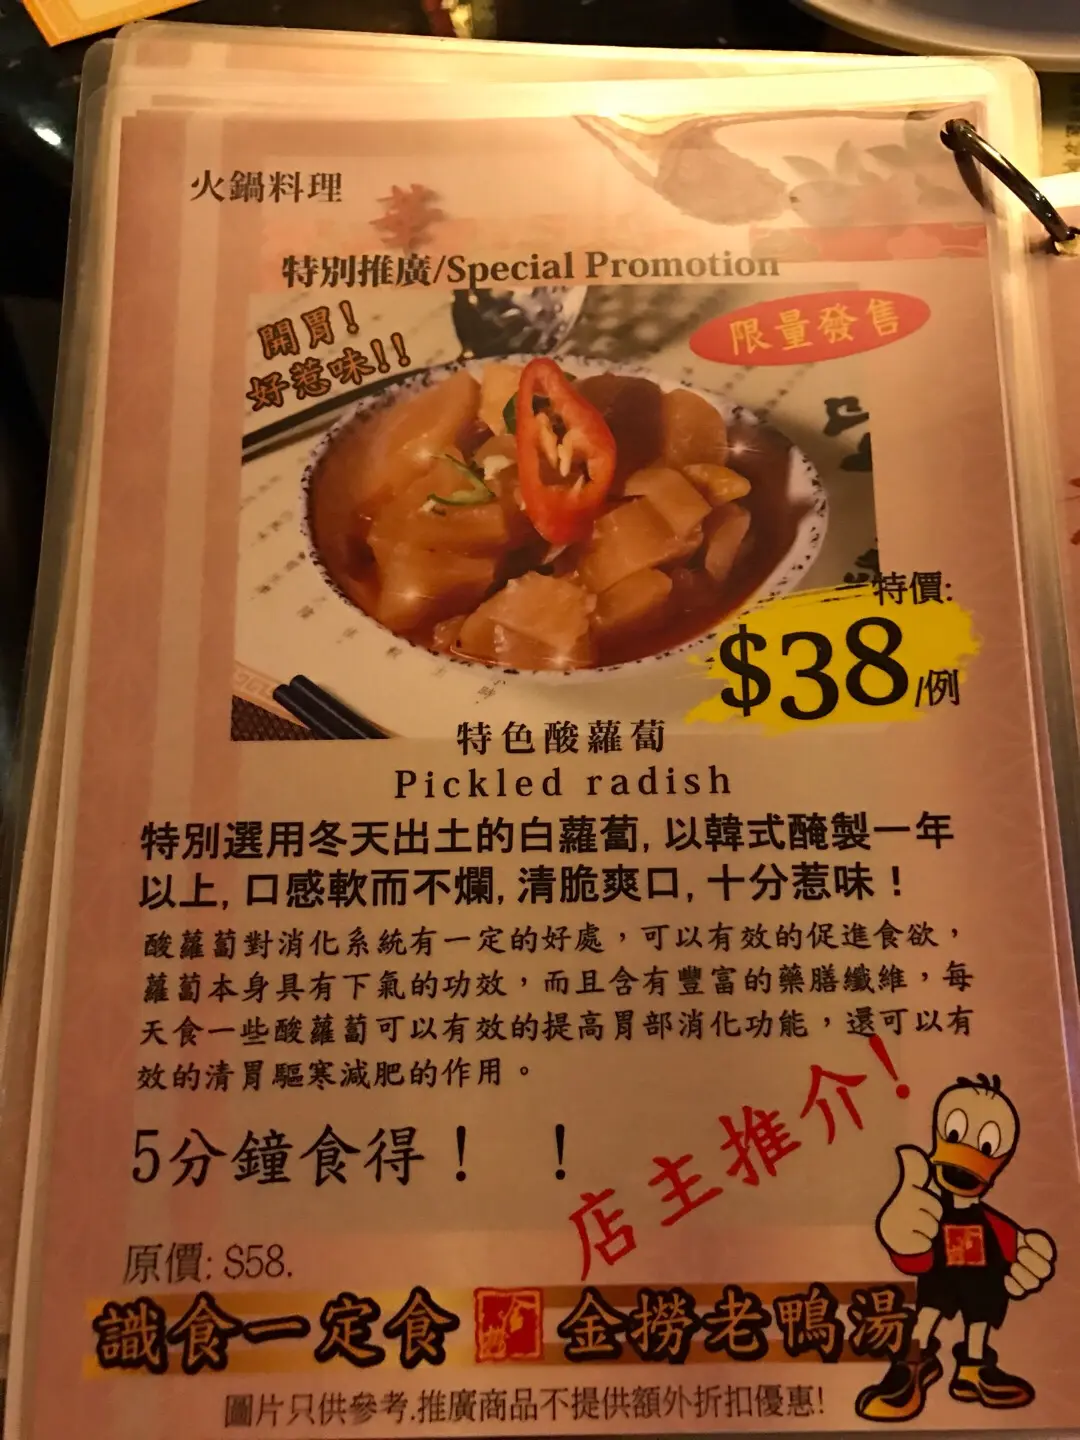 火鍋料理
特別推廣/Special Promotion
開胃!
好惹味!!
限量發售
特價:
$38/例
特色酸蘿蔔
Pickled radish
特別選用冬天出土的白蘿蔔, 以韓式醃製一年
以上, 口感軟而不爛, 清脆爽口, 十分惹味！
酸蘿蔔對消化系統有一定的好處，可以有效的促進食欲，
蘿蔔本身具有下氣的功效，而且含有豐富的藥膳纖維，每
天食一些酸蘿蔔可以有效的提高胃部消化功能，還可以有
效的清胃驅寒減肥的作用。
5分鐘食得！ ！
店主推介!
原價: $58.
識食一定食 金撈老鴨湯
圖片只供參考.推廣商品不提供額外折扣優惠!